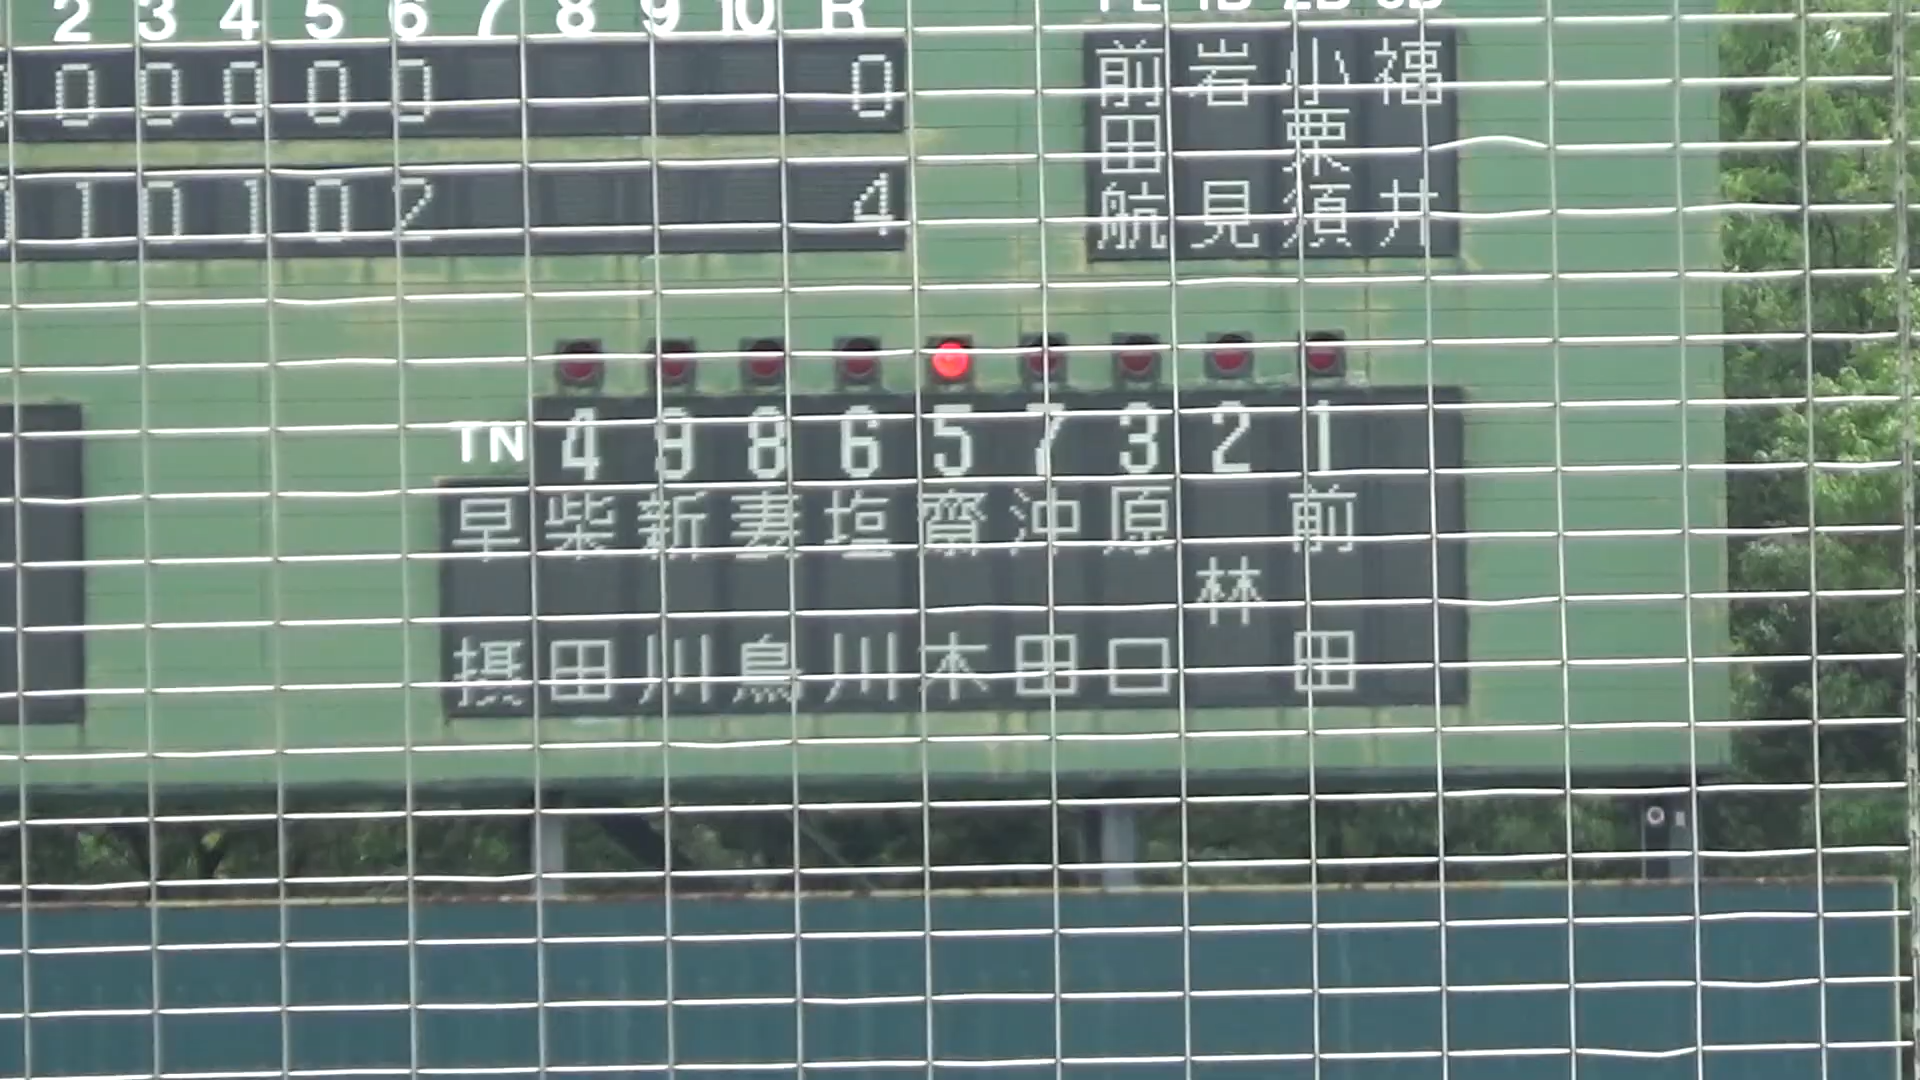 2 3 4 5 6 7 8 9 10 R
0 0 0 0 0 0
1 0 1 0 2 4
前田航
岩見
小栗須
福井
TN 4 9 8 6 5 7 3 2 1
早摂
柴田
新川
妻鳥
塩川
齋木
沖田
原口
林
前田